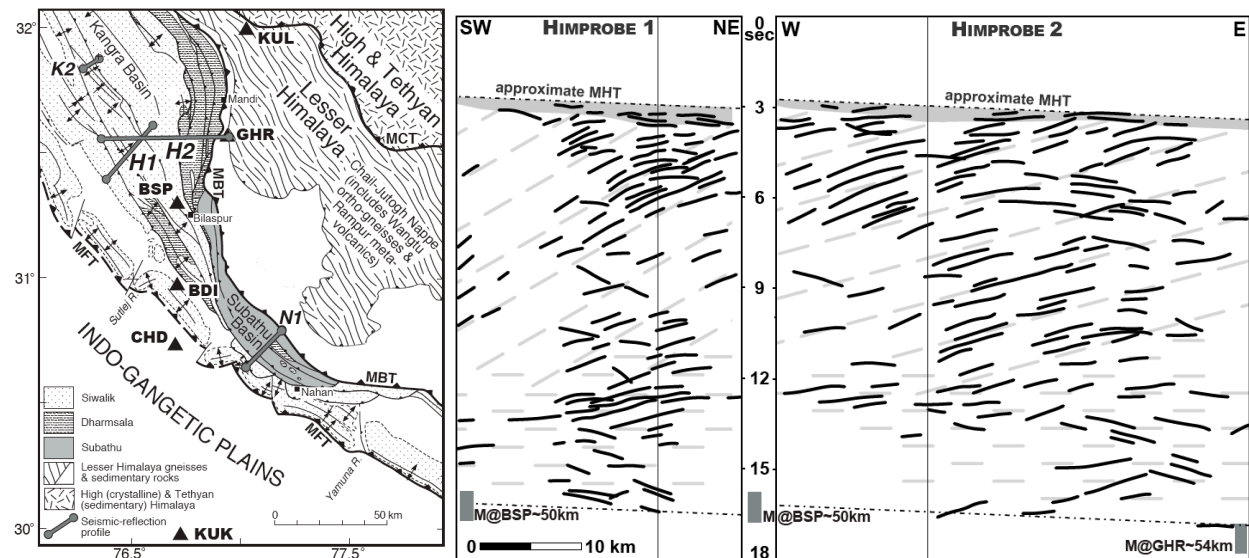 32°
31°
30°
76.5°
77.5°
Kangra Basin
K2
KUL
Mandi
GHR
H1
H2
BSP
MBT
Bilaspur
High & Tethyan
Himalaya
Lesser
Himalaya
MCT
Chail-Jutogh Nappe
(includes Wangtu
ortho-gneisses &
Rampur meta-
volcanics)
MFT
Sutlej R.
BDI
CHD
Subathu
Basin
N1
MBT
Nahan
MFT
Yamuna R.
INDO-GANGETIC PLAINS
KUK
Siwalik
Dharmsala
Subathu
Lesser Himalaya gneisses
& sedimentary rocks
High (crystalline) & Tethyan
(sedimentary) Himalaya
Seismic-reflection
profile
0 50 km
SW HIMPROBE 1 NE
approximate MHT
M@BSP~50km
0 10 km
0
sec
3
6
9
12
15
18
W HIMPROBE 2 E
approximate MHT
M@BSP~50km
M@GHR~54km